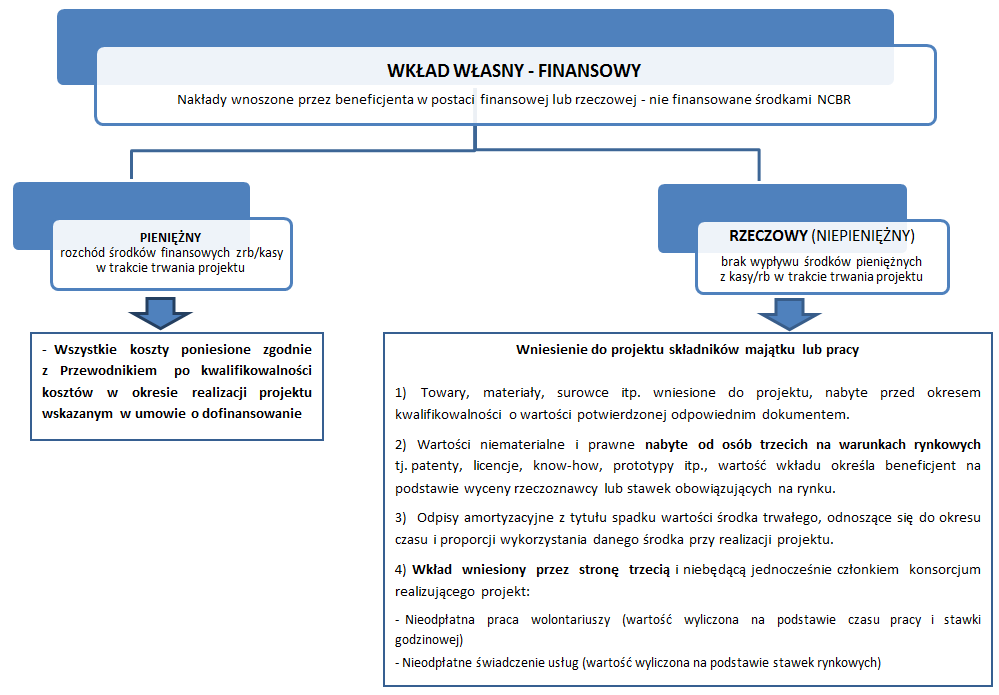 WKŁAD WŁASNY - FINANSOWY
Nakłady wnoszone przez beneficjenta w postaci finansowej lub rzeczowej - nie finansowane środkami NCBR
PIENIĘŻNY
rozchód środków finansowych zrb/kasy
w trakcie trwania projektu
RZECZOWY (NIEPIENIĘŻNY)
brak wypływu środków pieniężnych
z kasy/rb w trakcie trwania projektu
- Wszystkie koszty poniesione zgodnie
z Przewodnikiem po kwalifikowalności
kosztów w okresie realizacji projektu
wskazanym w umowie o dofinansowanie
Wniesienie do projektu składników majątku lub pracy
1) Towary, materiały, surowce itp. wniesione do projektu, nabyte przed okresem
kwalifikowalności o wartości potwierdzonej odpowiednim dokumentem.
2) Wartości niematerialne i prawne nabyte od osób trzecich na warunkach rynkowych
tj. patenty, licencje, know-how, prototypy itp., wartość wkładu określa beneficjent na
podstawie wyceny rzeczoznawcy lub stawek obowiązujących na rynku.
3) Odpisy amortyzacyjne z tytułu spadku wartości środka trwałego, odnoszące się do okresu
czasu i proporcji wykorzystania danego środka przy realizacji projektu.
4) Wkład wniesiony przez stronę trzecią i niebędącą jednocześnie członkiem konsorcjum
realizującego projekt:
- Nieodpłatna praca wolontariuszy (wartość wyliczona na podstawie czasu pracy i stawki
godzinowej)
- Nieodpłatne świadczenie usług (wartość wyliczona na podstawie stawek rynkowych)